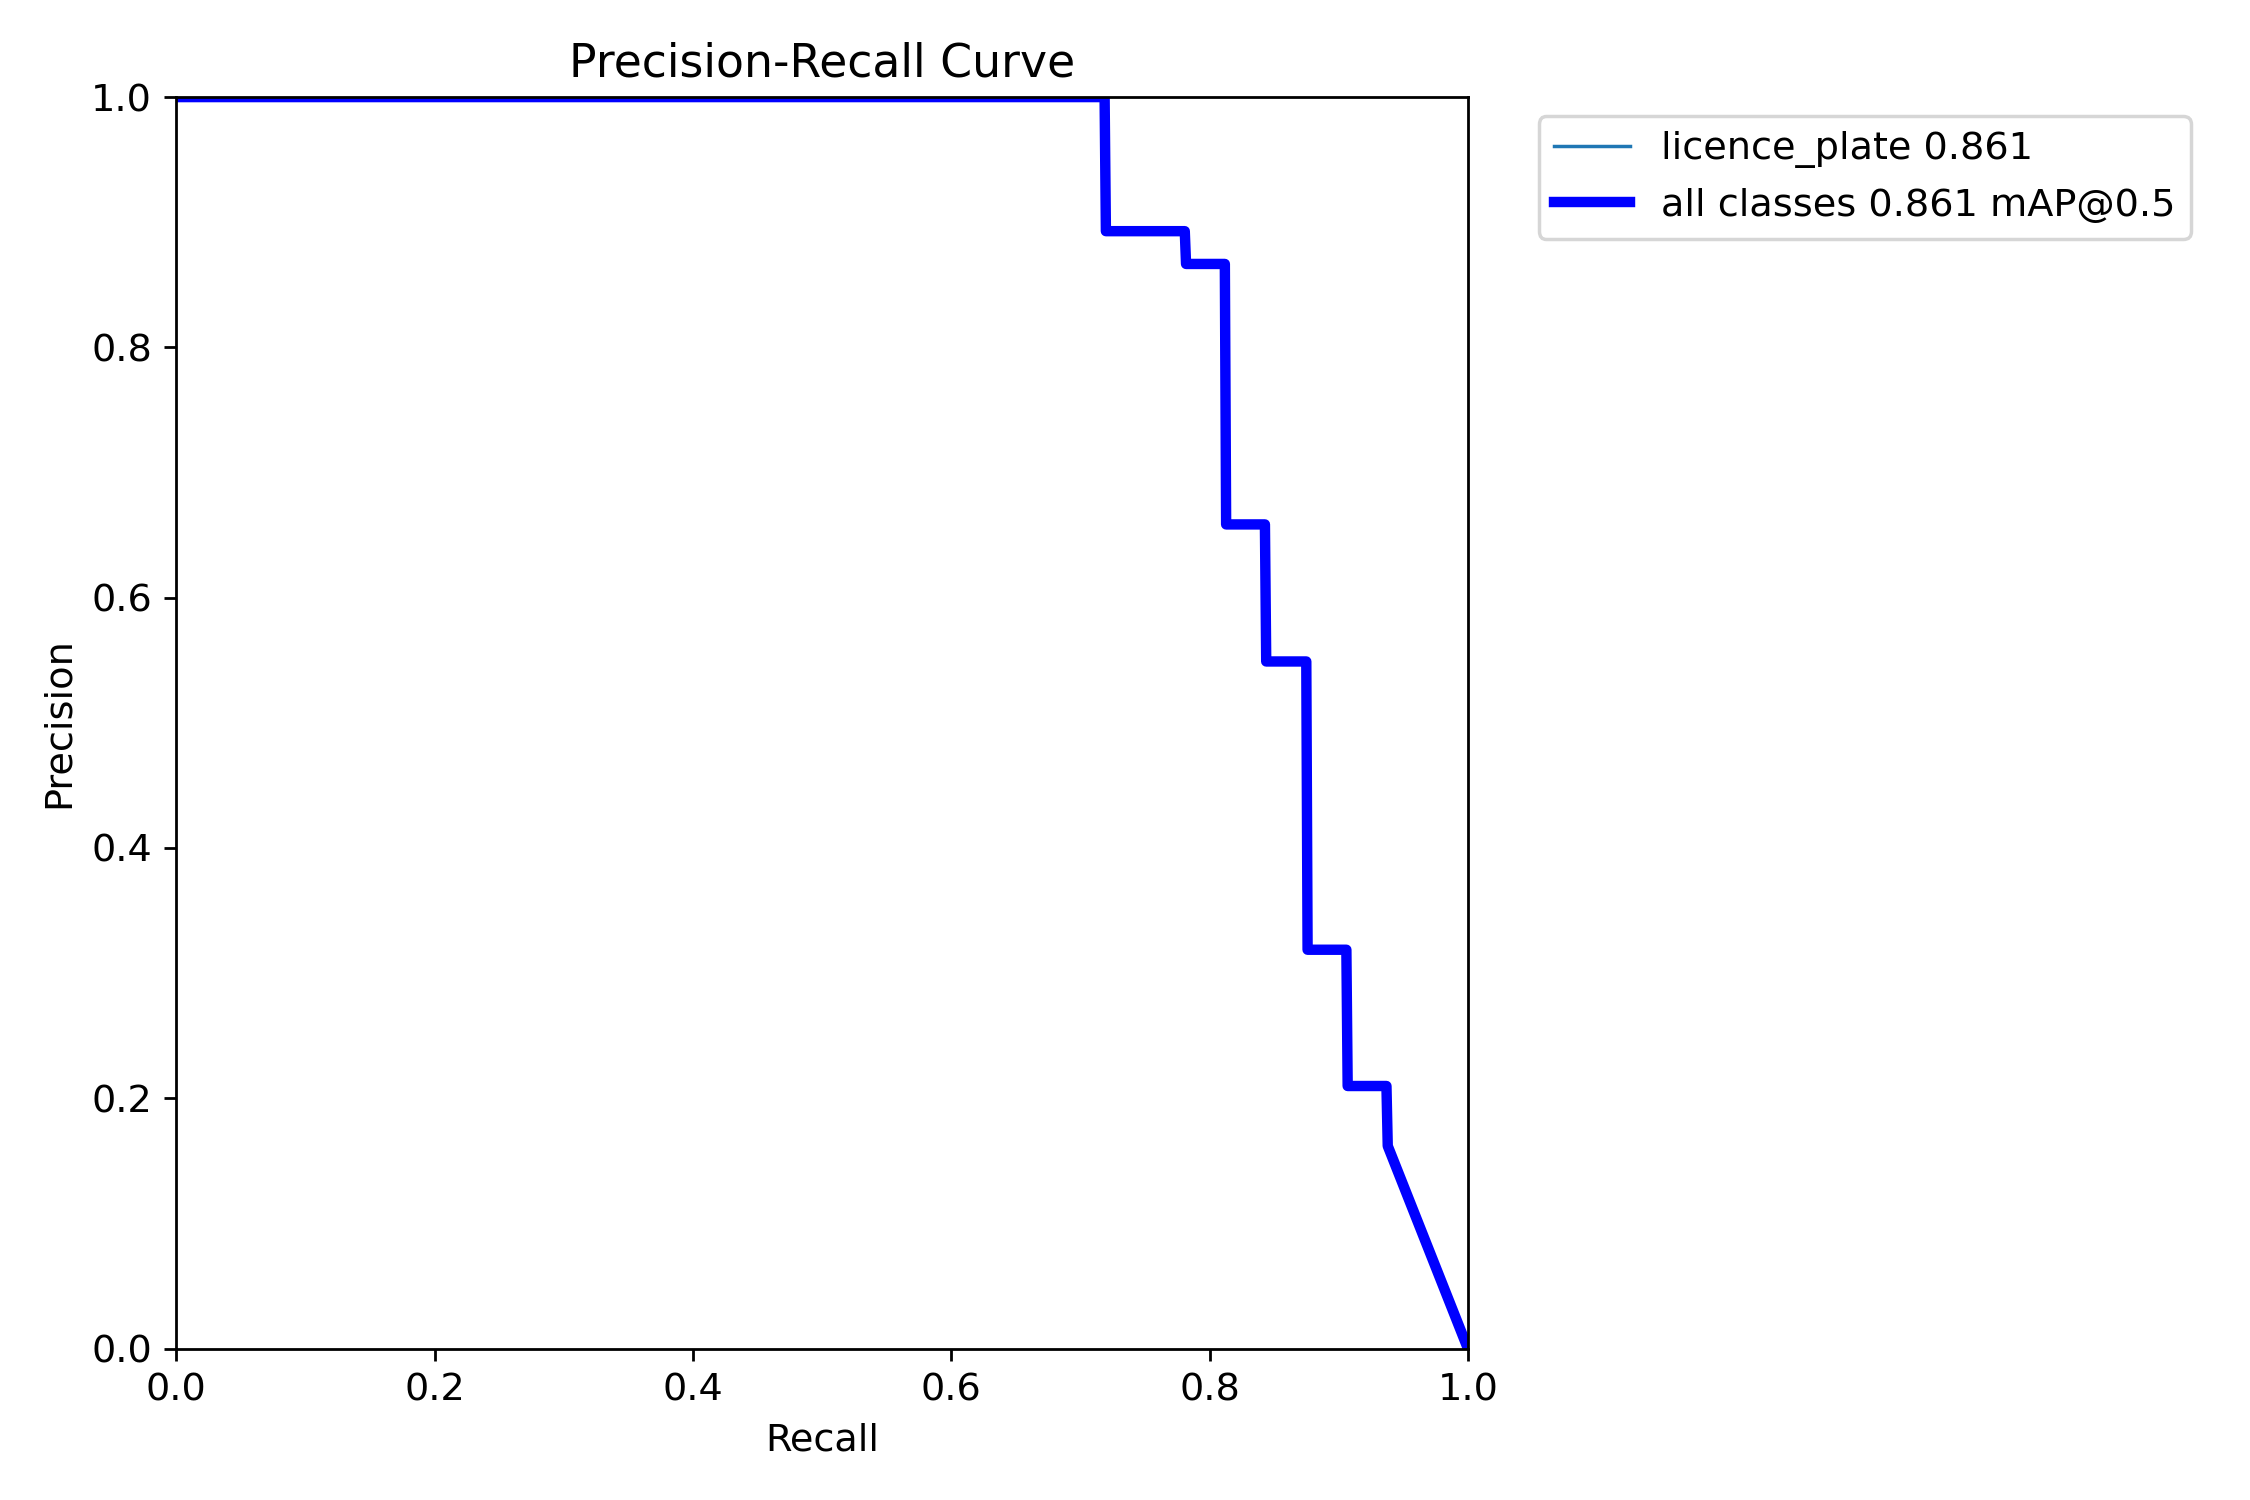 Precision-Recall Curve
licence_plate 0.861
all classes 0.861 mAP@0.5
1.0
0.8
0.6
0.4
0.2
0.0
Precision
0.0 0.2 0.4 0.6 0.8 1.0
Recall